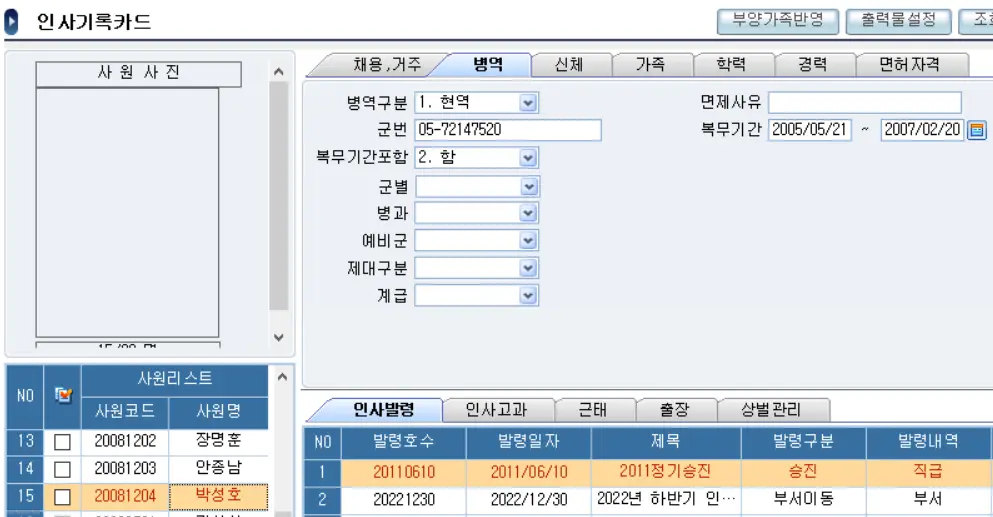 인사기록카드
부양가족반영 출력물설정
사 원 사 진
채용,거주 병역 신체 가족 학력 경력 면허자격
병역구분 1. 현역 면제사유
군번 05-72147520 복무기간 2005/05/21 ~ 2007/02/20
복무기간포함 2. 함
군별
병과
예비군
제대구분
계급
NO 사원리스트
사원코드 사원명
13 20081202 장명훈
14 20081203 안종남
15 20081204 박성호
인사발령 인사고과 근태 출장 상벌관리
NO 발령호수 발령일자 제목 발령구분 발령내역
1 20110610 2011/06/10 2011정기승진 승진 직급
2 20221230 2022/12/30 2022년 하반기 인… 부서이동 부서